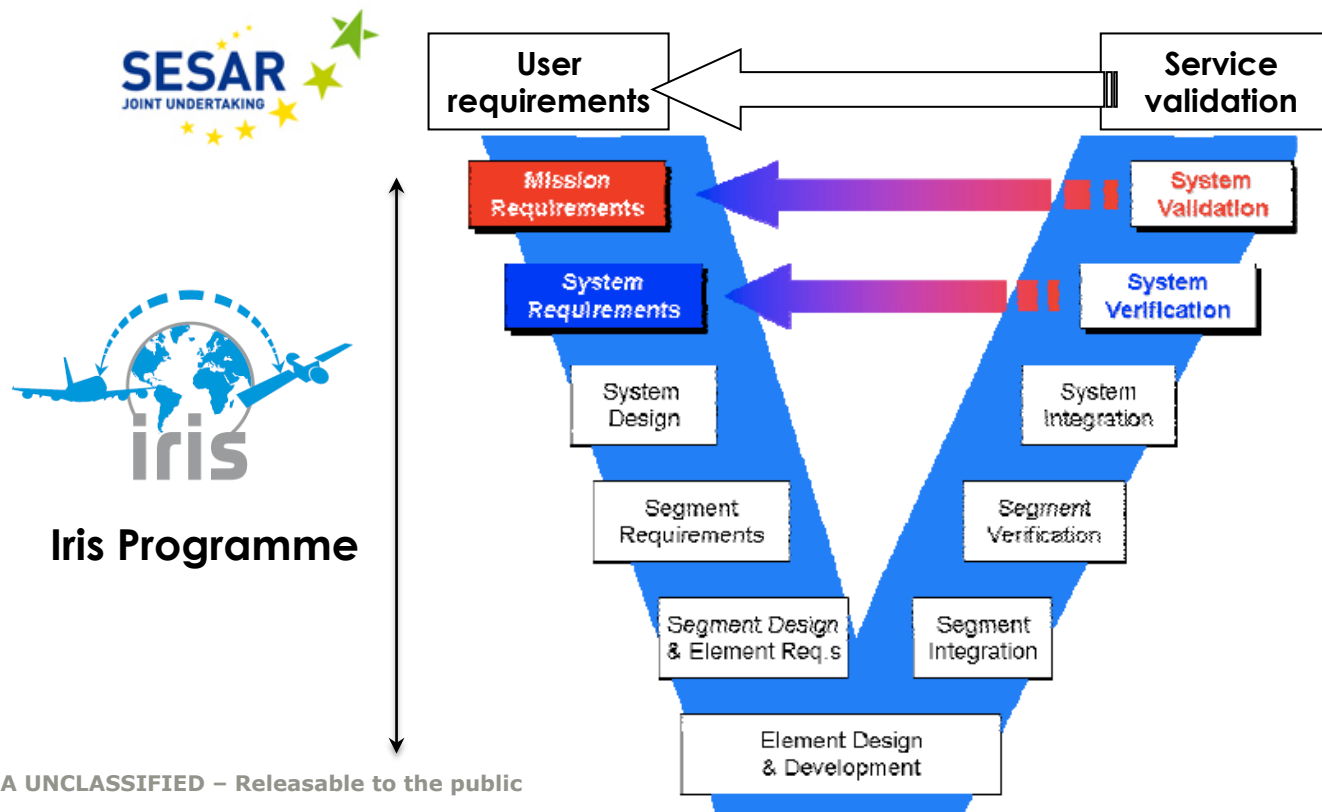 SESAR
JOINT UNDERTAKING
User
requirements
Service
validation
Mission
Requirements
System
Validation
System
Requirements
System
Verification
iris
Iris Programme
System
Design
System
Integration
Segment
Requirements
Segment
Verification
Segment Design
& Element Req.s
Segment
Integration
Element Design
& Development
A UNCLASSIFIED – Releasable to the public